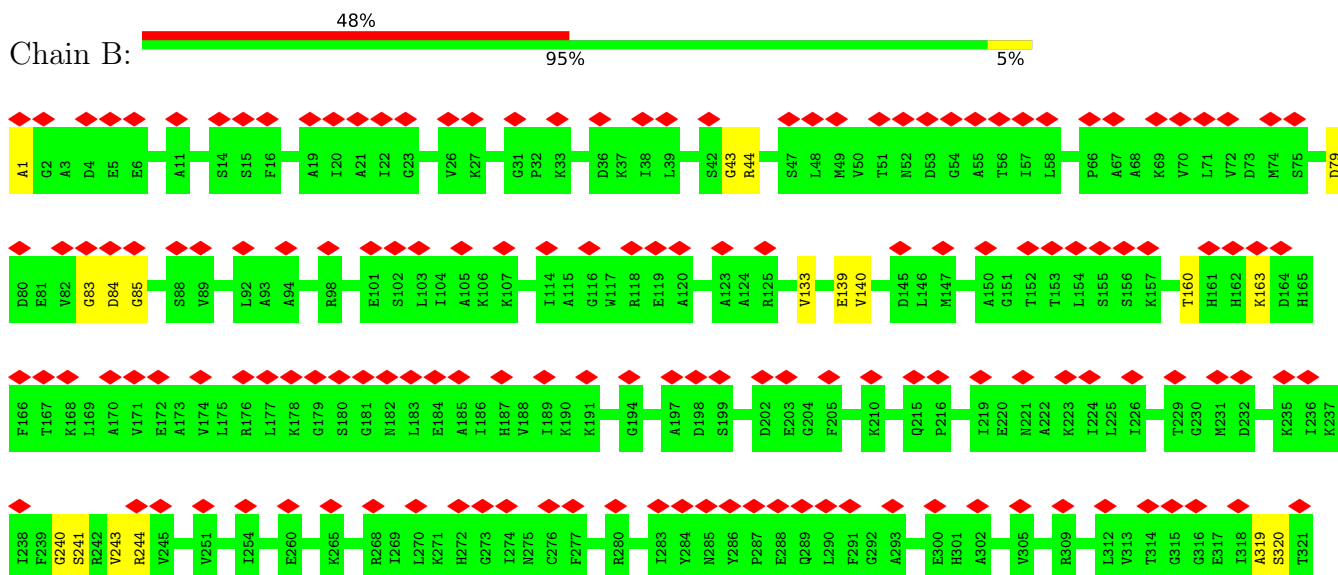 48%
Chain B:
95% 5%
A1 G2 A3 D4 E5 E6 A11 S14 S15 F16 A19 I20 A21 I22 G23 V26 K27 G31 P32 K33 D36 K37 I38 L39 S42 G43 R44 S47 L48 M49 V50 T51 N52 D53 G54 A55 T56 I57 L58 P66 A67 A68 K69 V70 L71 V72 D73 M74 S75 D79
D80 E81 V82 G83 D84 G85 S88 V89 L92 A93 A94 R98 E101 S102 L103 I104 A105 K106 K107 I114 A115 G116 W117 R118 E119 A120 A123 A124 R125 V133 E139 V140 D145 L146 M147 A150 G151 T152 T153 L154 S155 S156 K157 T160 H161 H162 K163 D164 H165
F166 T167 K168 L169 A170 V171 E172 A173 V174 L175 R176 L177 K178 G179 S180 G181 N182 L183 E184 A185 I186 H187 V188 I189 K190 K191 G194 A197 D198 S199 D202 E203 G204 F205 K210 Q215 P216 I219 E220 N221 A222 K223 I224 L225 I226 T229 G230 M231 D232 K235 I236 K237
I238 F239 G240 S241 R242 V243 R244 V245 V251 I254 E260 K265 R268 I269 L270 K271 H272 G273 I274 N275 C276 F277 R280 I283 Y284 N285 Y286 P287 E288 Q289 L290 F291 G292 A293 E300 H301 A302 V305 R309 L312 V313 T314 G315 G316 E317 I318 A319 S320 T321